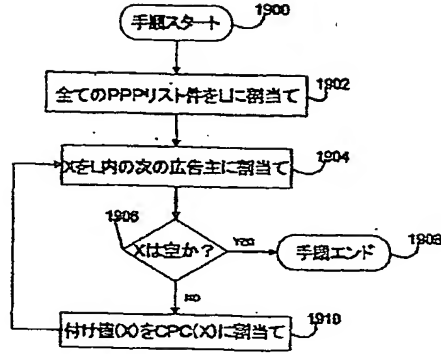 手順スタート
1900
全てのPPPリスト件をLに割当て
1902
XをL内の次の広告主に割当て
1904
1906
Xは空か?
Yes
手図エンド
1908
NO
付け値(X)をCPC(X)に割当て
1910